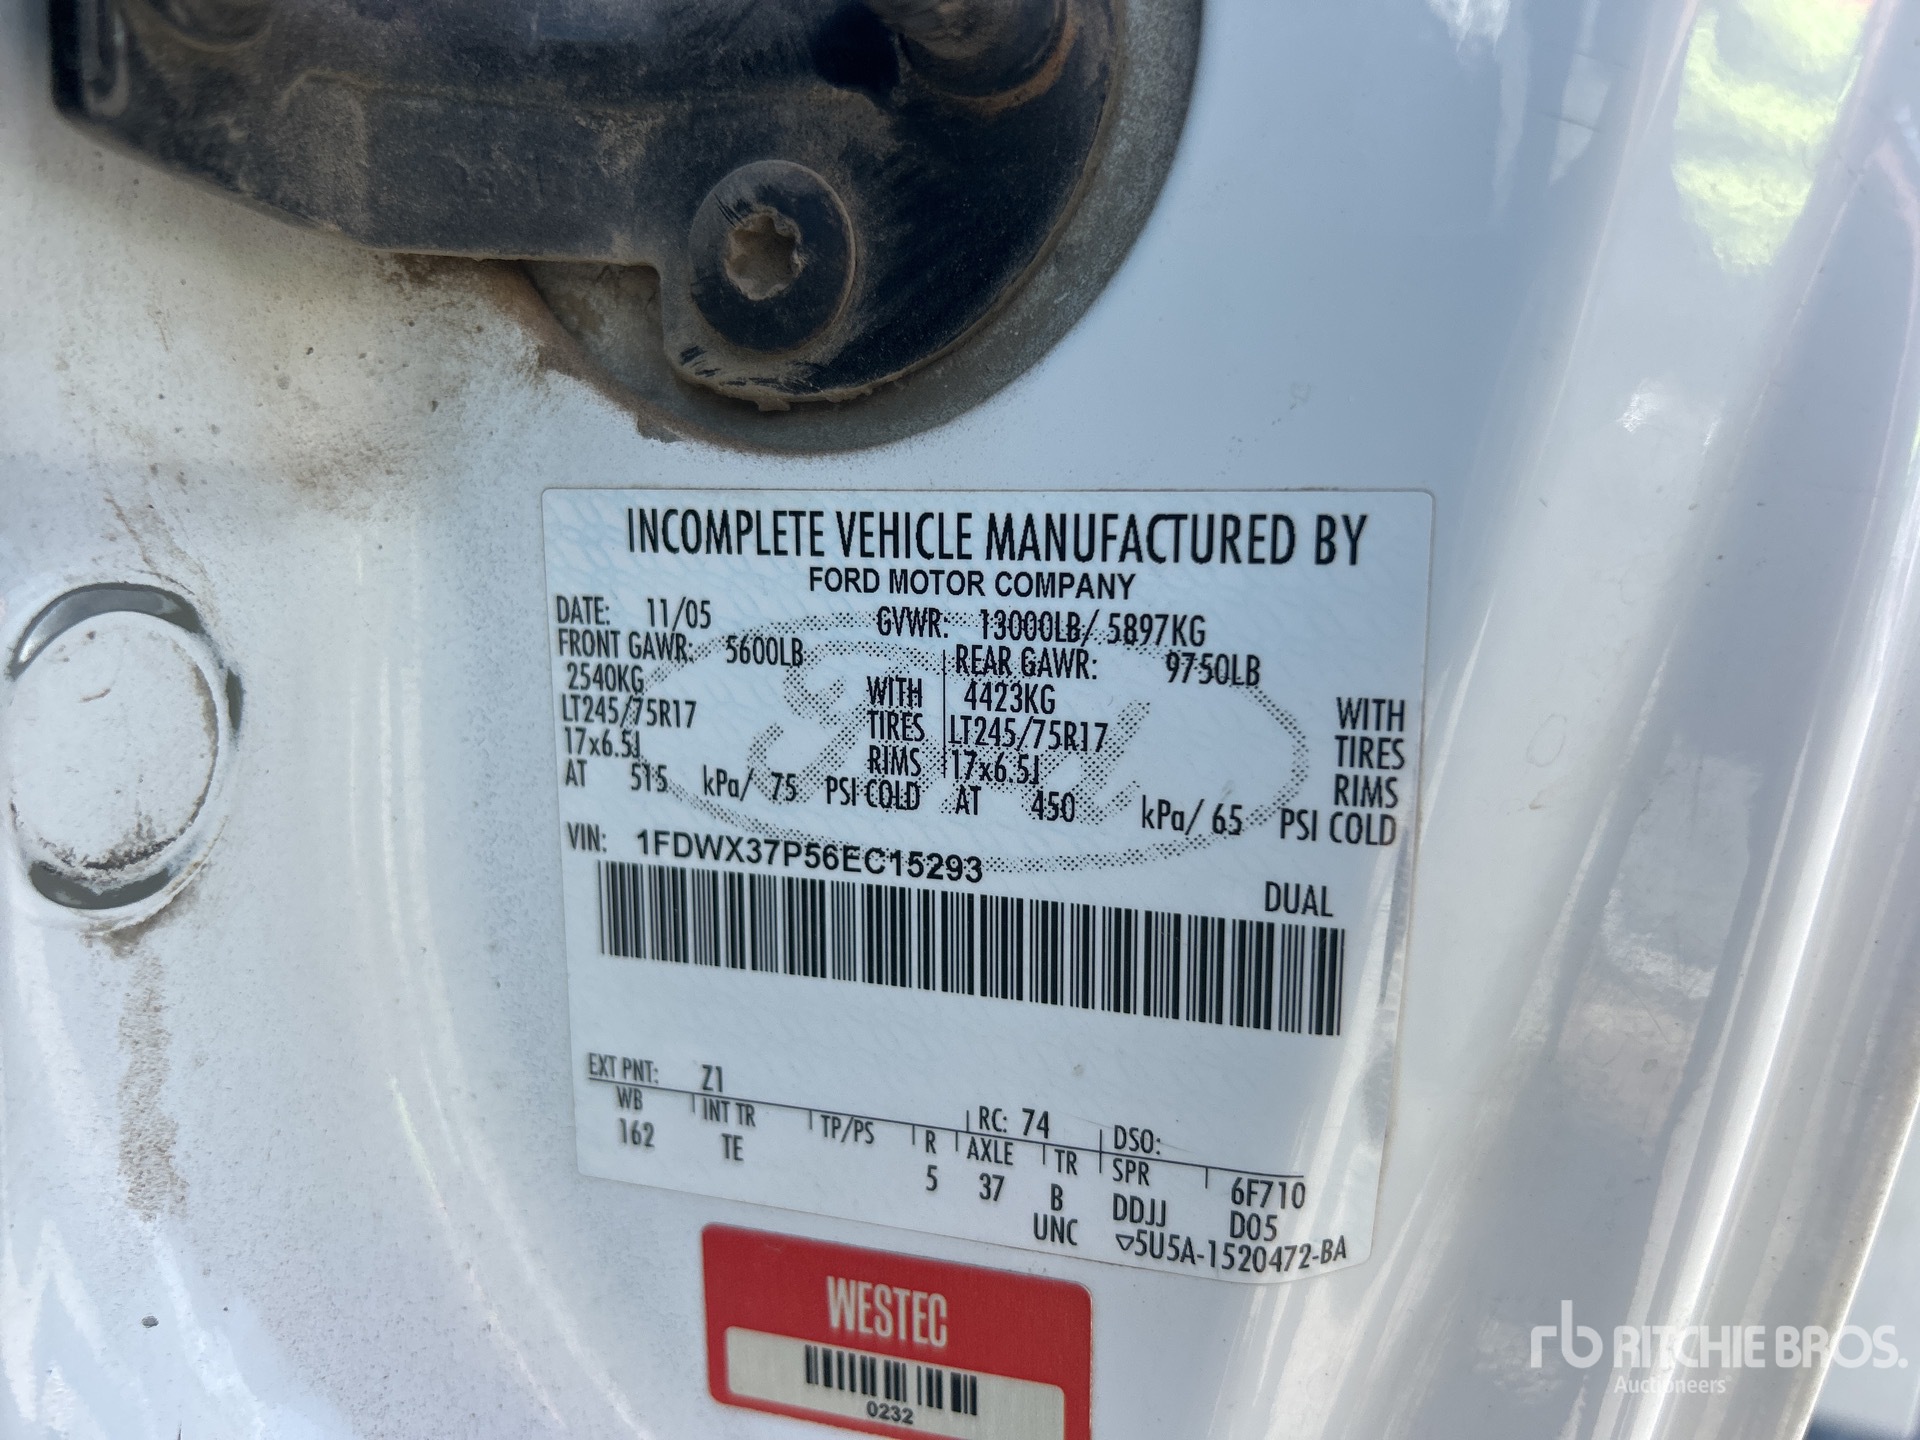 INCOMPLETE VEHICLE MANUFACTURED BY
FORD MOTOR COMPANY
DATE: 11/05 GVWR: 13000LB/ 5897KG
FRONT GAWR: 5600LB REAR GAWR: 9750LB
2540KG WITH 4423KG WITH
LT245/75R17 TIRES LT245/75R17 TIRES
17x6.5J RIMS 17x6.5J RIMS
AT 515 kPa/ 75 PSI COLD AT 450 kPa/ 65 PSI COLD
VIN: 1FDWX37P56EC15293
DUAL
EXT PNT: Z1 RC: 74 DSO:
WB INT TR TP/PS R AXLE TR SPR 6F710
162 TE 5 37 B DDJJ D05
UNC ▽5U5A-1520472-BA
WESTEC
0232
rb RITCHIE BROS.
Auctioneers